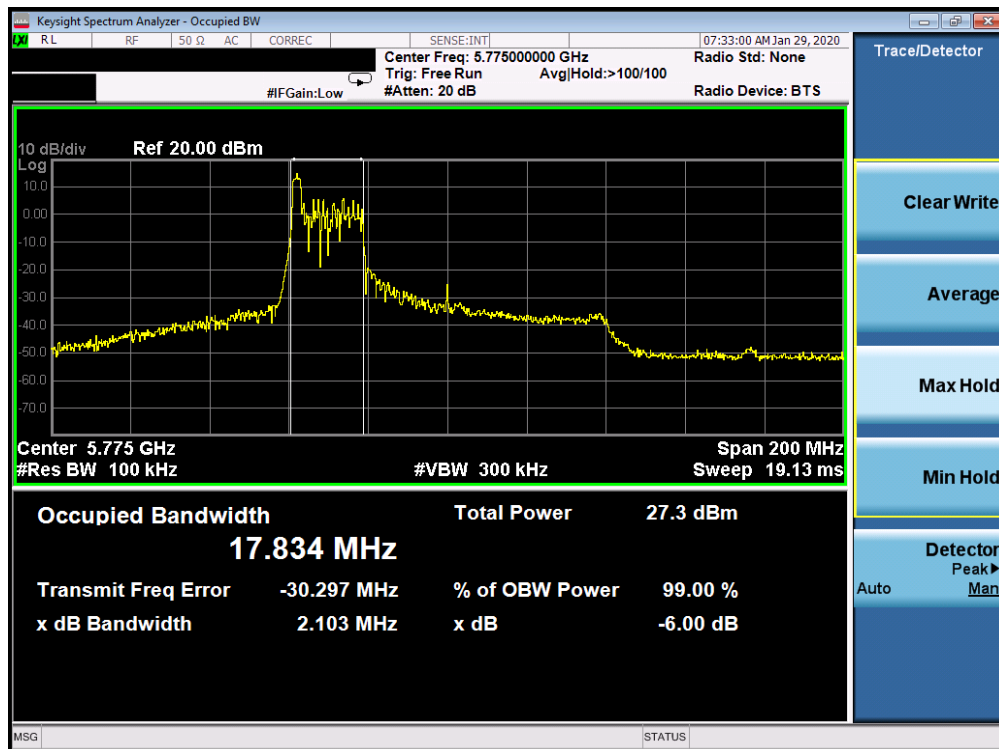 Keysight Spectrum Analyzer - Occupied BW
LXI RL RF 50 Ω AC CORREC SENSE:INT 07:33:00 AM Jan 29, 2020
Center Freq: 5.775000000 GHz Radio Std: None
Trig: Free Run Avg|Hold:>100/100
#IFGain:Low #Atten: 20 dB Radio Device: BTS
10 dB/div Ref 20.00 dBm
Log
10.0
0.00
-10.0
-20.0
-30.0
-40.0
-50.0
-60.0
-70.0
Center 5.775 GHz Span 200 MHz
#Res BW 100 kHz #VBW 300 kHz Sweep 19.13 ms
Occupied Bandwidth Total Power 27.3 dBm
17.834 MHz
Transmit Freq Error -30.297 MHz % of OBW Power 99.00 %
x dB Bandwidth 2.103 MHz x dB -6.00 dB
MSG STATUS
Trace/Detector
Clear Write
Average
Max Hold
Min Hold
Detector
Peak▶
Auto Man